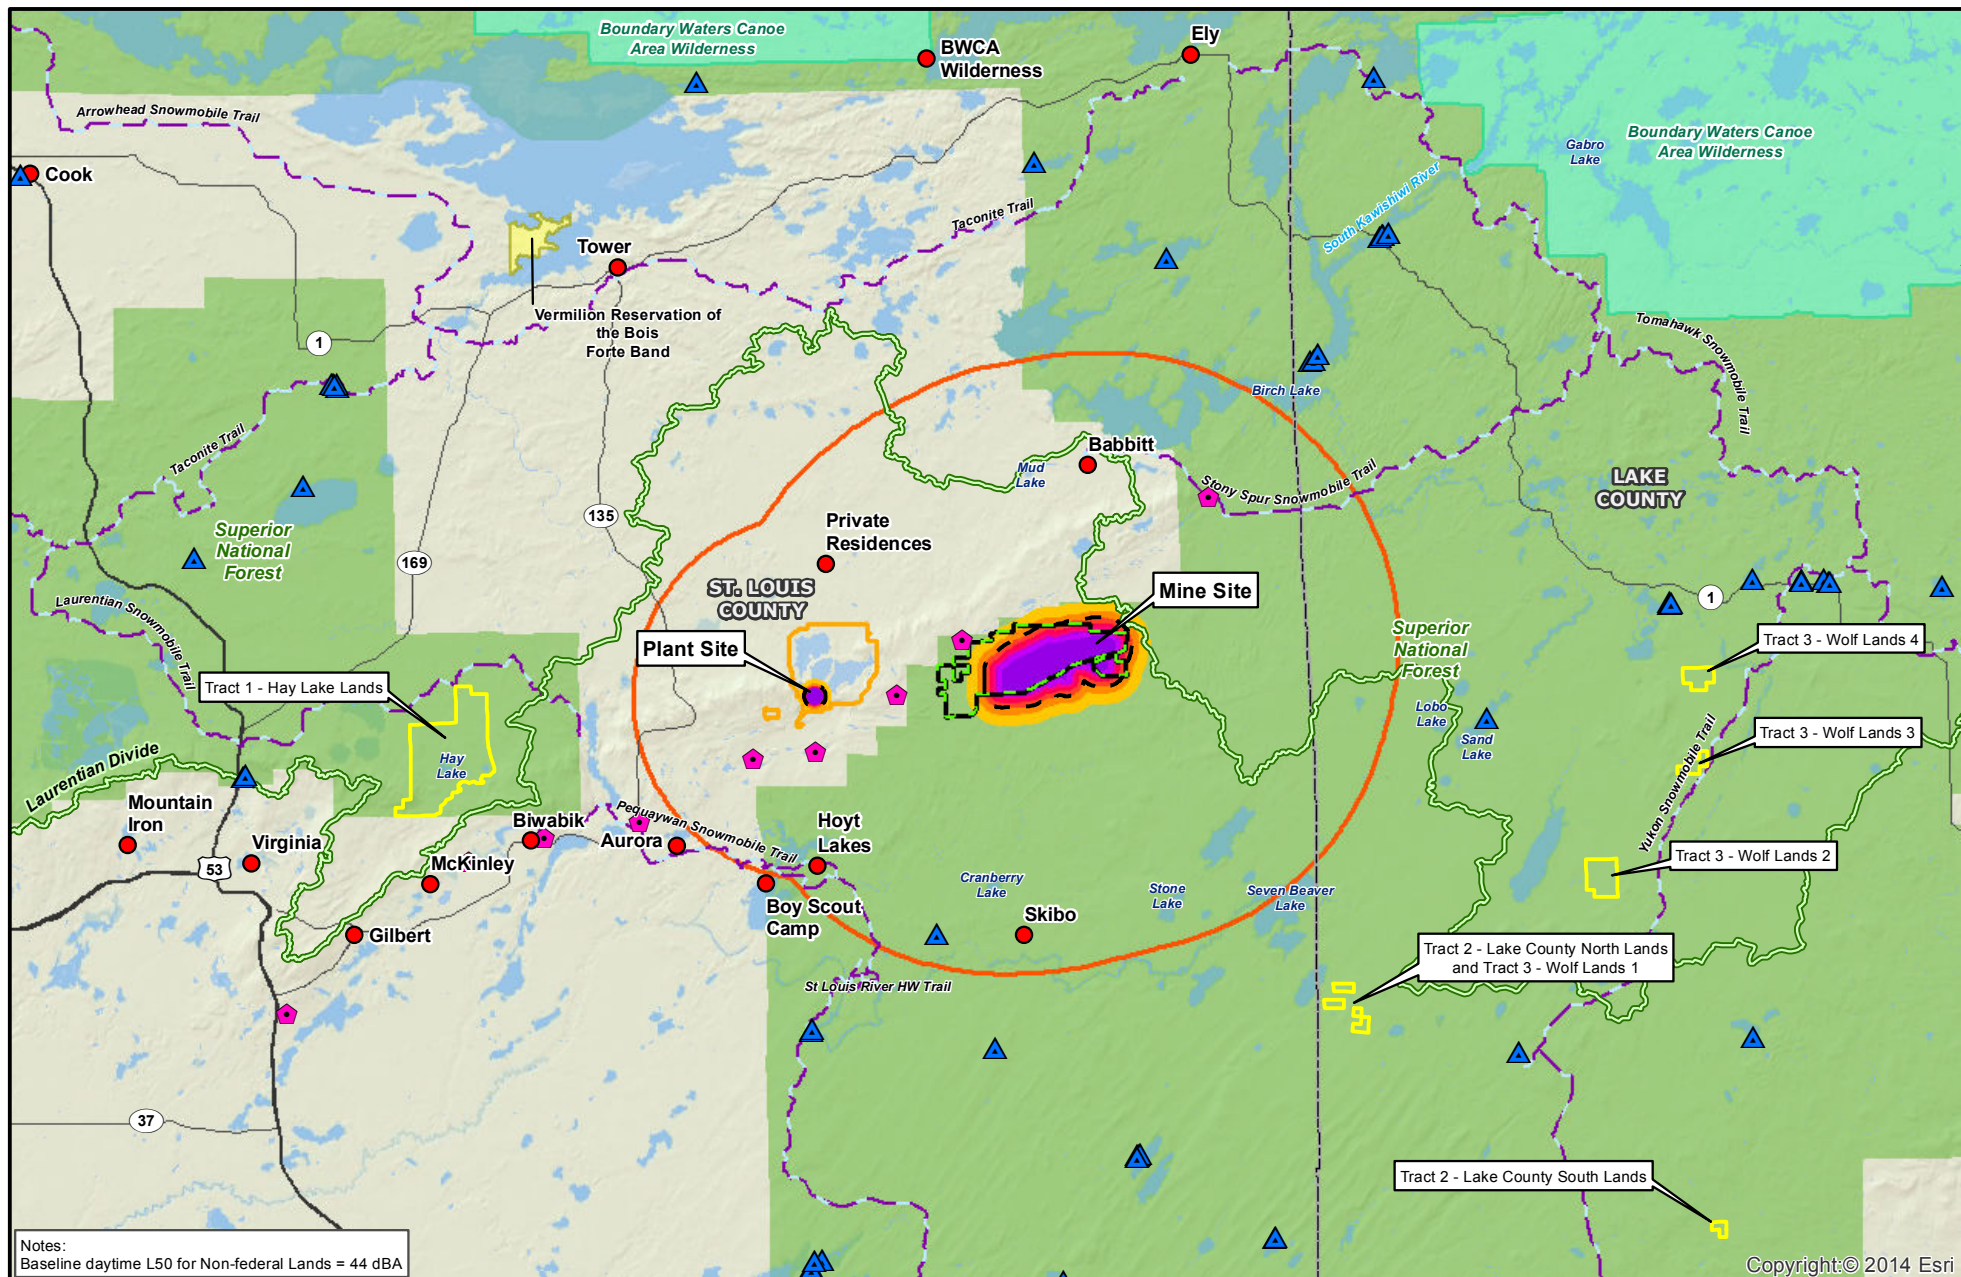 Boundary Waters Canoe
Area Wilderness
BWCA
Wilderness
Ely
Arrowhead Snowmobile Trail
Cook
Boundary Waters Canoe
Area Wilderness
Gabro
Lake
South Kawishiwi River
Taconite Trail
Tower
Vermilion Reservation of
the Bois
Forte Band
1
Tomahawk Snowmobile Trail
Birch Lake
Taconite Trail
Babbitt
Mud
Lake
Stony Spur Snowmobile Trail
LAKE
COUNTY
Superior
National
Forest
135
Private
Residences
169
ST. LOUIS
COUNTY
Mine Site
1
Laurentian Snowmobile Trail
Plant Site
Superior
National
Forest
Tract 3 - Wolf Lands 4
Tract 1 - Hay Lake Lands
Lobo
Lake
Sand
Lake
Tract 3 - Wolf Lands 3
Yukon Snowmobile Trail
Laurentian Divide
Hay
Lake
Mountain
Iron
Virginia
53
McKinley
Biwabik
Aurora
Pequaywan Snowmobile Trail
Hoyt
Lakes
Tract 3 - Wolf Lands 2
Cranberry
Lake
Stone
Lake
Seven Beaver
Lake
Boy Scout
Camp
Skibo
Gilbert
Tract 2 - Lake County North Lands
and Tract 3 - Wolf Lands 1
St Louis River HW Trail
37
Tract 2 - Lake County South Lands
Notes:
Baseline daytime L50 for Non-federal Lands = 44 dBA
Copyright:© 2014 Esri